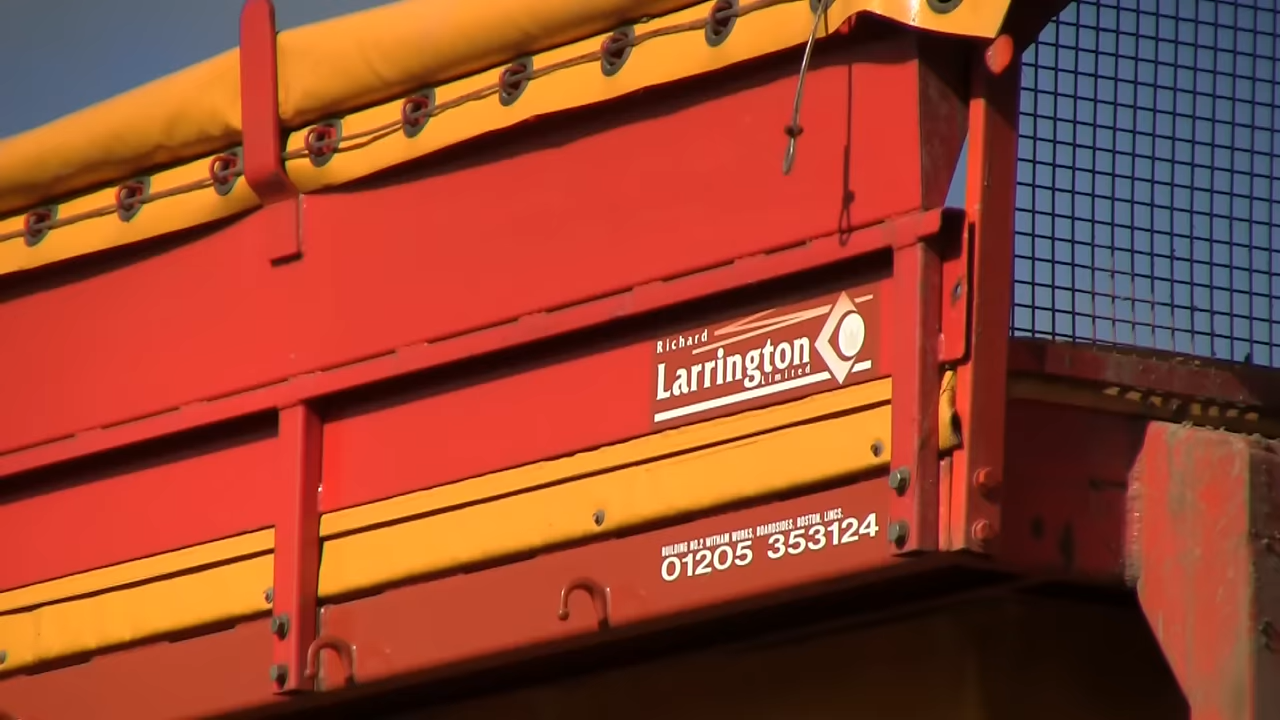 Richard
Larrington
Limited
BUILDING NO.2 WITHAM WORKS, BOARDSIDES, BOSTON, LINCS.
01205 353124